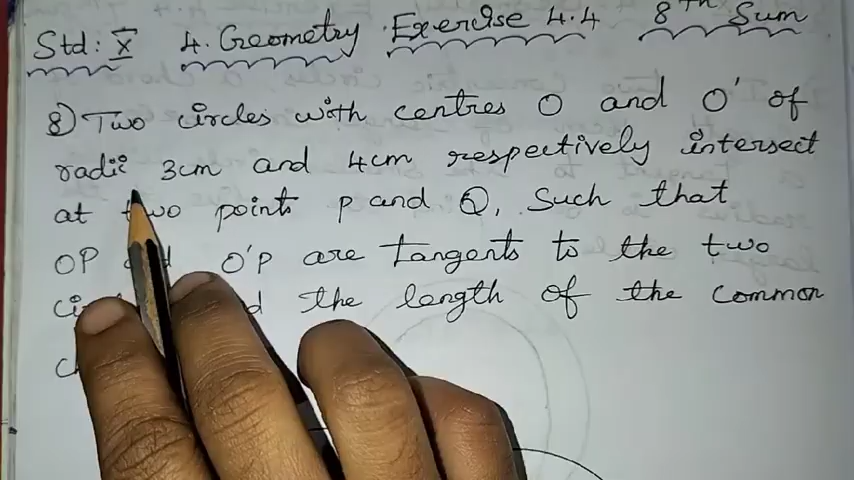 Std: X 4. Geometry Exercise 4.4 8th Sum
8) Two circles with centres O and O' of
radii 3cm and 4cm respectively intersect
at two points P and Q, Such that
OP O'P are tangents to the two
the length of the common